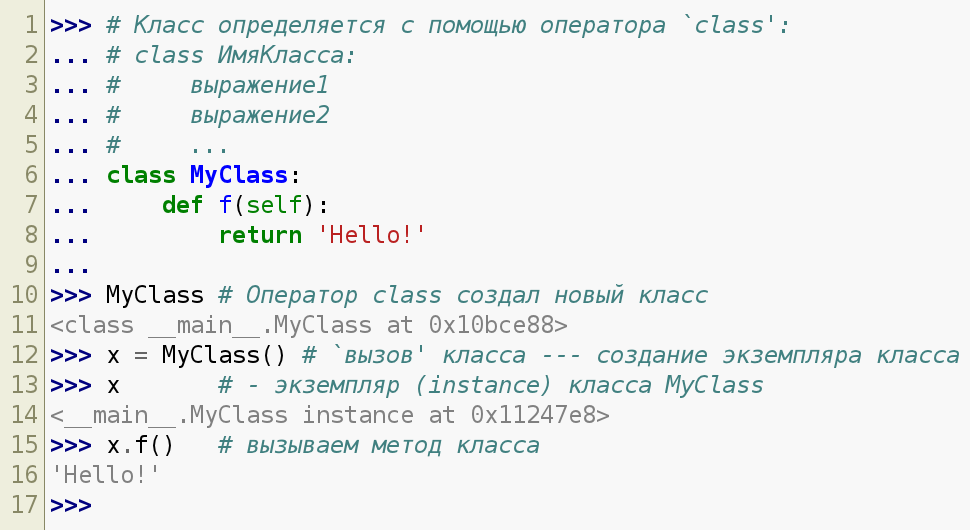 1 >>> # Класс определяется с помощью оператора `class':
2 ... # class ИмяКласса:
3 ... #     выражение1
4 ... #     выражение2
5 ... #     ...
6 ... class MyClass:
7 ...     def f(self):
8 ...         return 'Hello!'
9 ...
10 >>> MyClass # Оператор class создал новый класс
11 <class __main__.MyClass at 0x10bce88>
12 >>> x = MyClass() # `вызов' класса --- создание экземпляра класса
13 >>> x       # - экземпляр (instance) класса MyClass
14 <__main__.MyClass instance at 0x11247e8>
15 >>> x.f()   # вызываем метод класса
16 'Hello!'
17 >>>